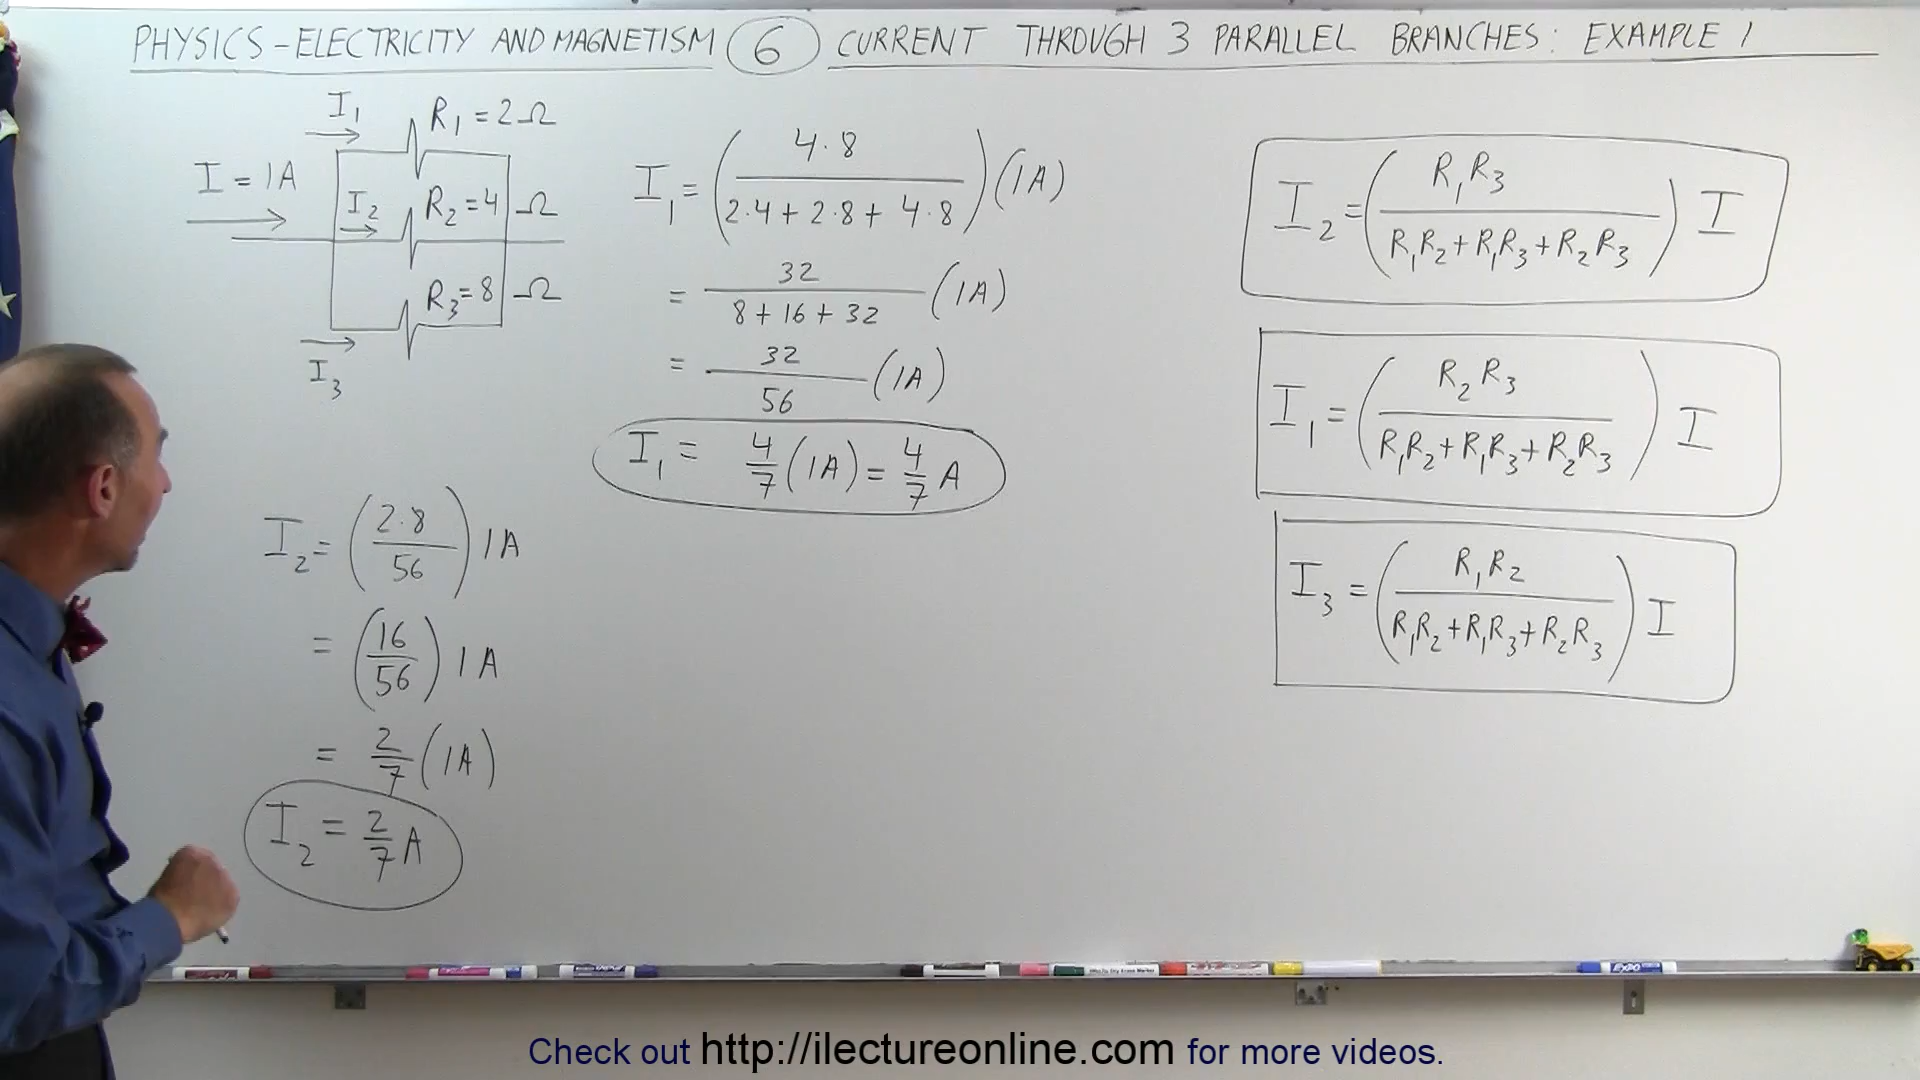 PHYSICS - ELECTRICITY AND MAGNETISM 6 CURRENT THROUGH 3 PARALLEL BRANCHES: EXAMPLE 1
I₁
R₁ = 2Ω
I = 1A
I₂
R₂ = 4 Ω
R₃ = 8 Ω
I₃
I₁ = (4·8 / (2·4 + 2·8 + 4·8)) (1A)
= 32 / (8 + 16 + 32) (1A)
= 32/56 (1A)
I₁ = 4/7 (1A) = 4/7 A
I₂ = (2·8 / 56) 1A
= (16/56) 1A
= 2/7 (1A)
I₂ = 2/7 A
I₂ = (R₁R₃ / (R₁R₂ + R₁R₃ + R₂R₃)) I
I₁ = (R₂R₃ / (R₁R₂ + R₁R₃ + R₂R₃)) I
I₃ = (R₁R₂ / (R₁R₂ + R₁R₃ + R₂R₃)) I
EXPO
Check out http://ilectureonline.com for more videos.